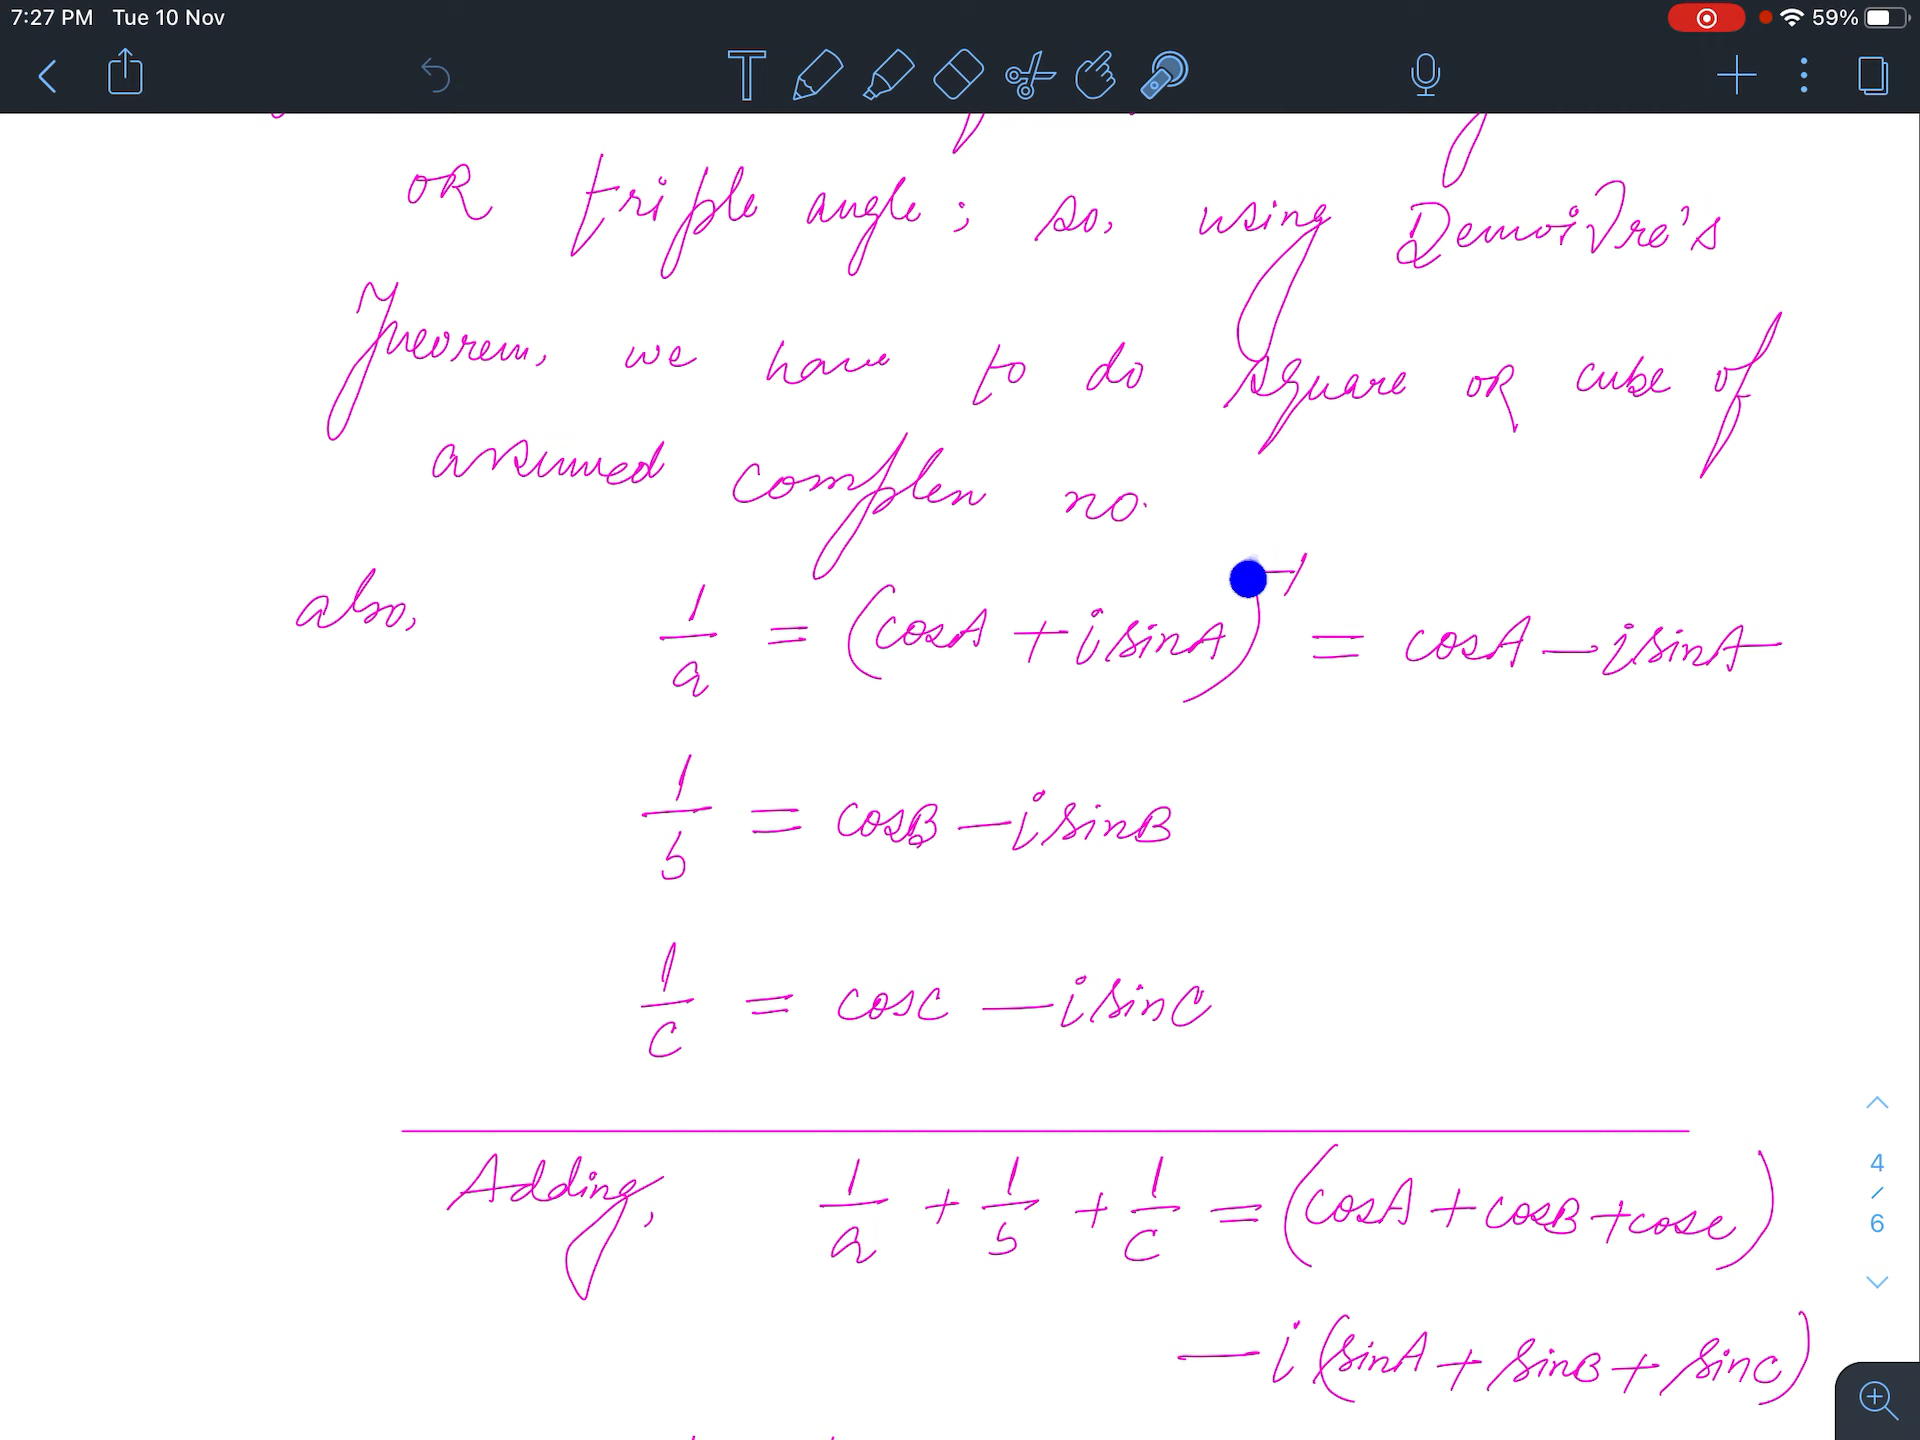 7:27 PM Tue 10 Nov 59%
T
OR triple angle; so, using Demoivre's
Theorem, we have to do square OR cube of
assumed complex no.
also, 1/a = (cosA + i sinA)^-1 = cosA - i sinA
1/b = cosB - i sinB
1/c = cosC - i sinC
Adding, 1/a + 1/b + 1/c = (cosA + cosB + cosC)
- i (sinA + sinB + sinC)
4
/
6